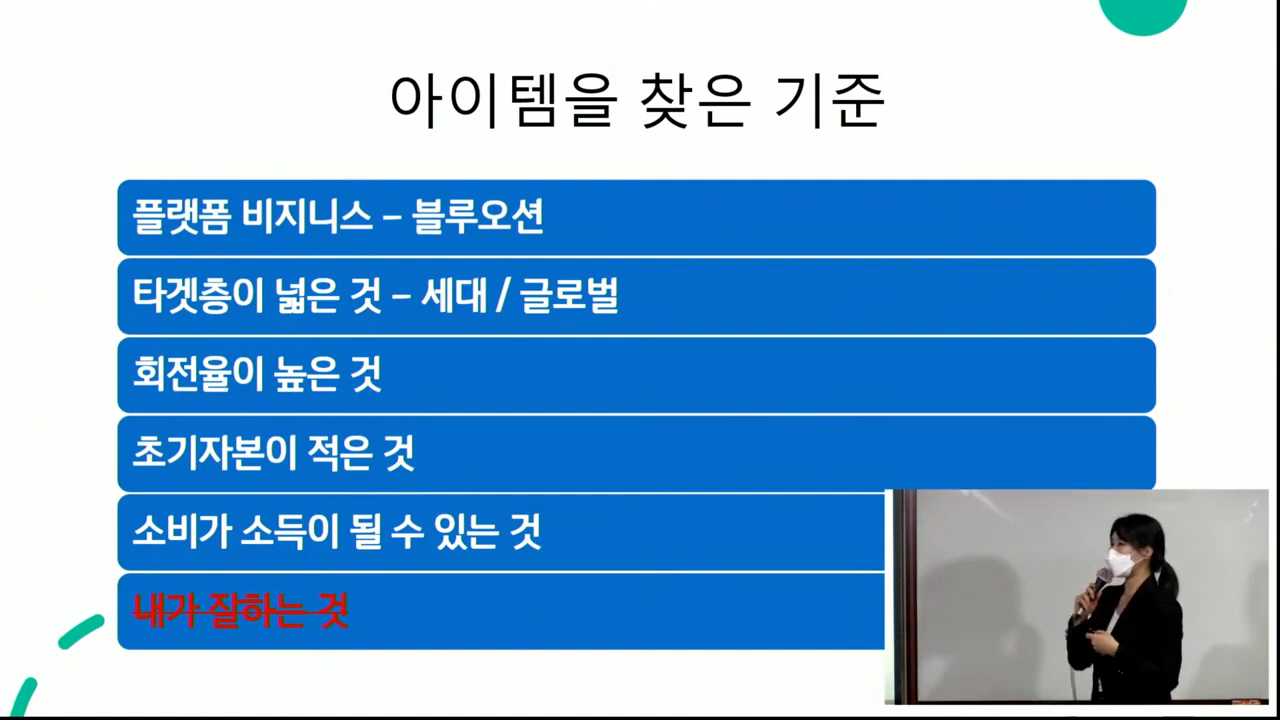 아이템을 찾은 기준
플랫폼 비지니스 – 블루오션
타겟층이 넓은 것 – 세대 / 글로벌
회전율이 높은 것
초기자본이 적은 것
소비가 소득이 될 수 있는 것
내가 잘하는 것